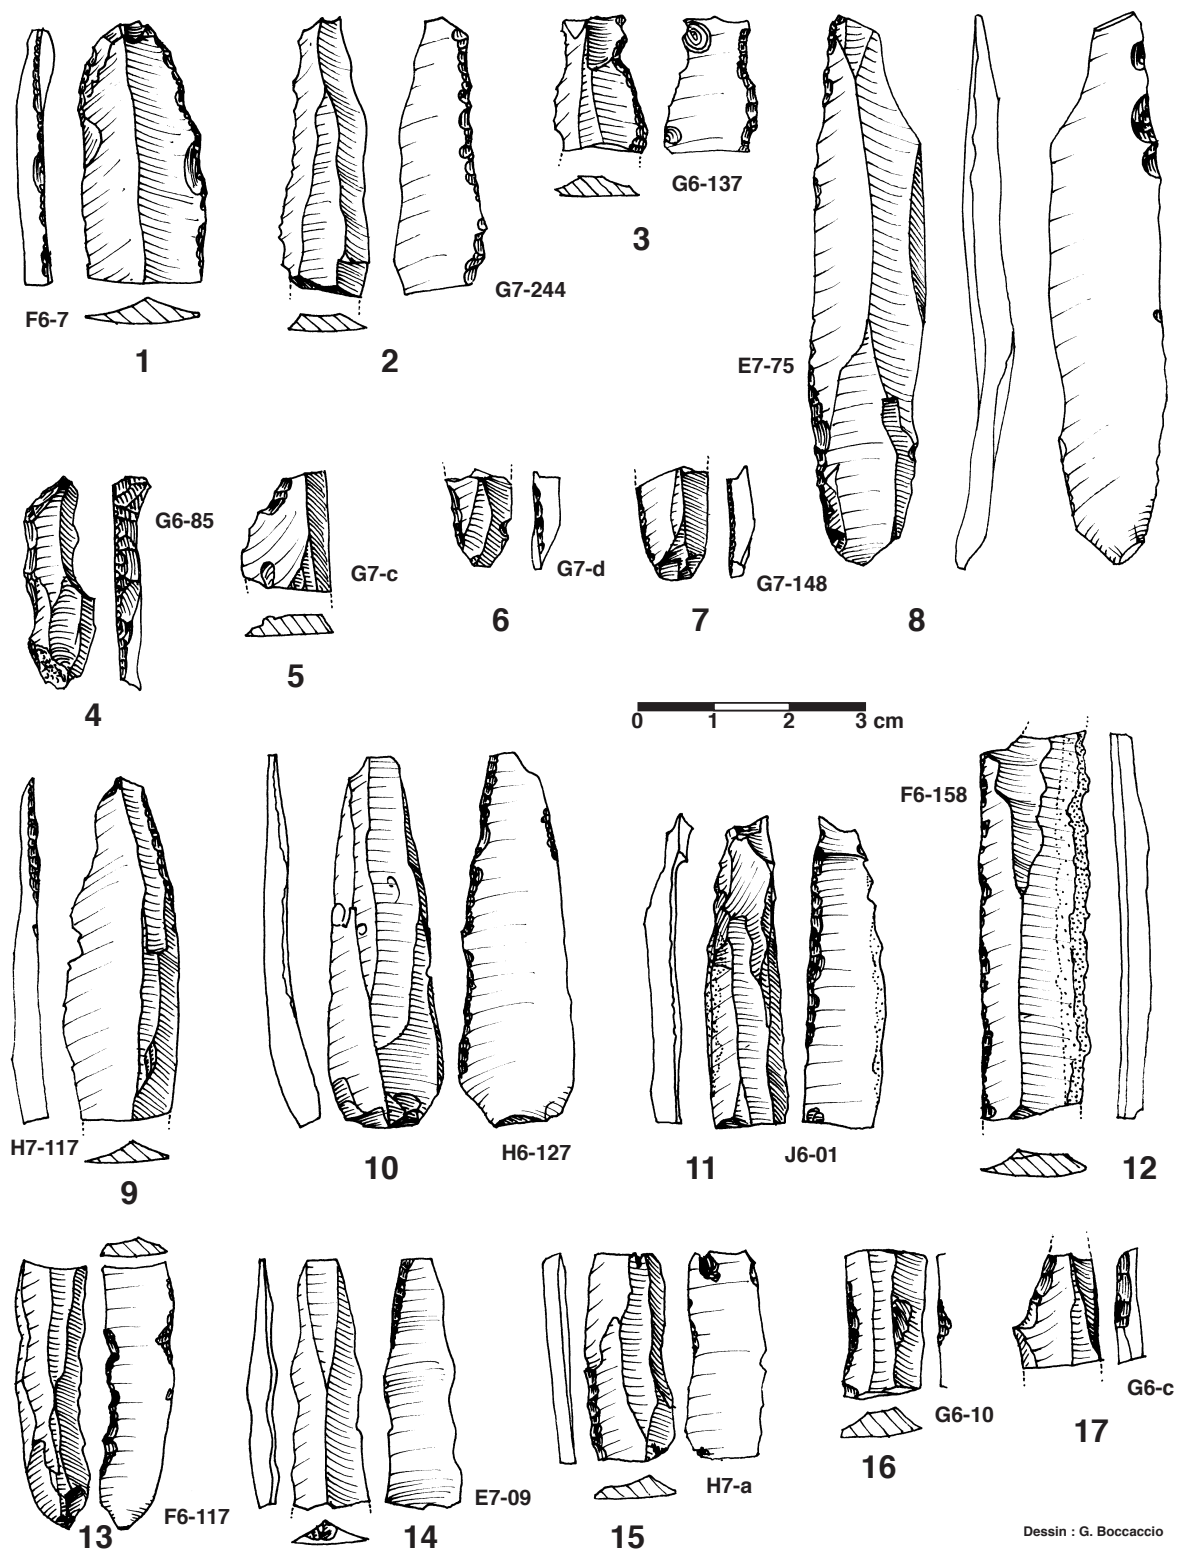 F6-7
1
G7-244
2
G6-137
3
E7-75
8
G6-85
4
G7-c
5
G7-d
6
G7-148
7
0 1 2 3 cm
H7-117
9
10
H6-127
11
J6-01
F6-158
12
13
F6-117
14
E7-09
15
H7-a
16
G6-10
17
G6-c
Dessin : G. Boccaccio